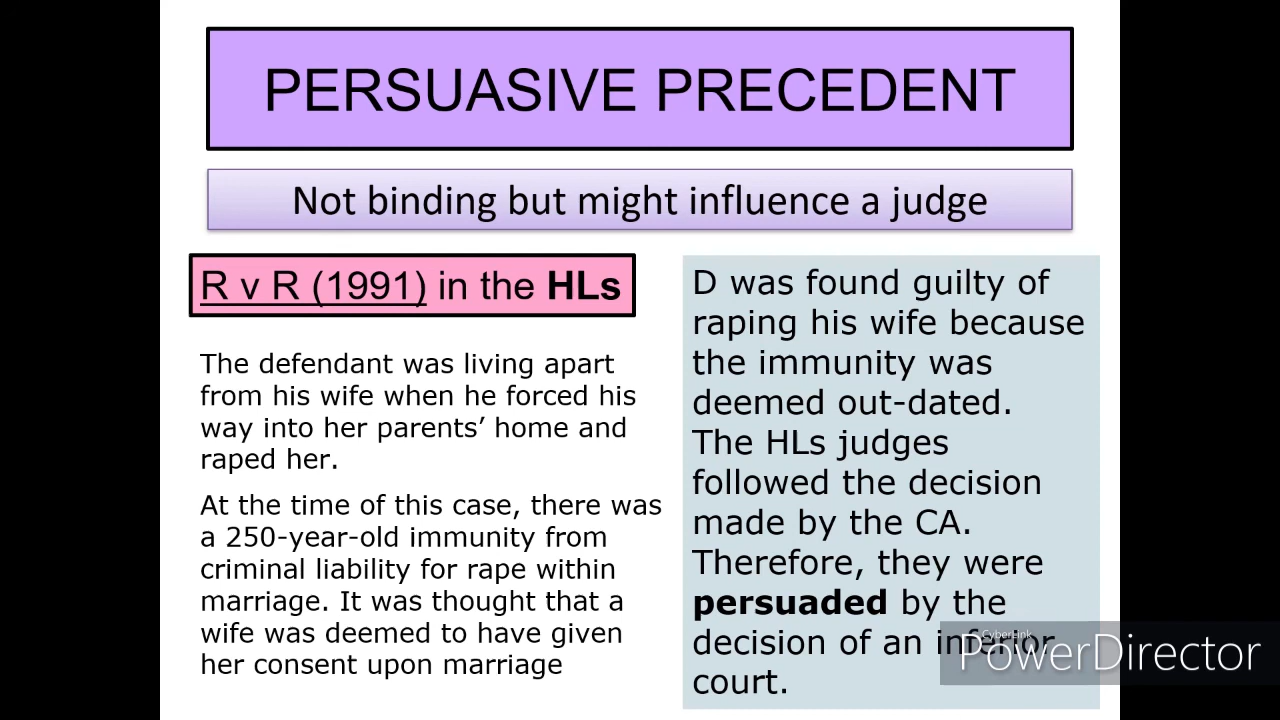 PERSUASIVE PRECEDENT
Not binding but might influence a judge
R v R (1991) in the HLs
The defendant was living apart
from his wife when he forced his
way into her parents’ home and
raped her.
At the time of this case, there was
a 250-year-old immunity from
criminal liability for rape within
marriage. It was thought that a
wife was deemed to have given
her consent upon marriage
D was found guilty of
raping his wife because
the immunity was
deemed out-dated.
The HLs judges
followed the decision
made by the CA.
Therefore, they were
persuaded by the
decision of an inferior
court.
CyberLink
PowerDirector